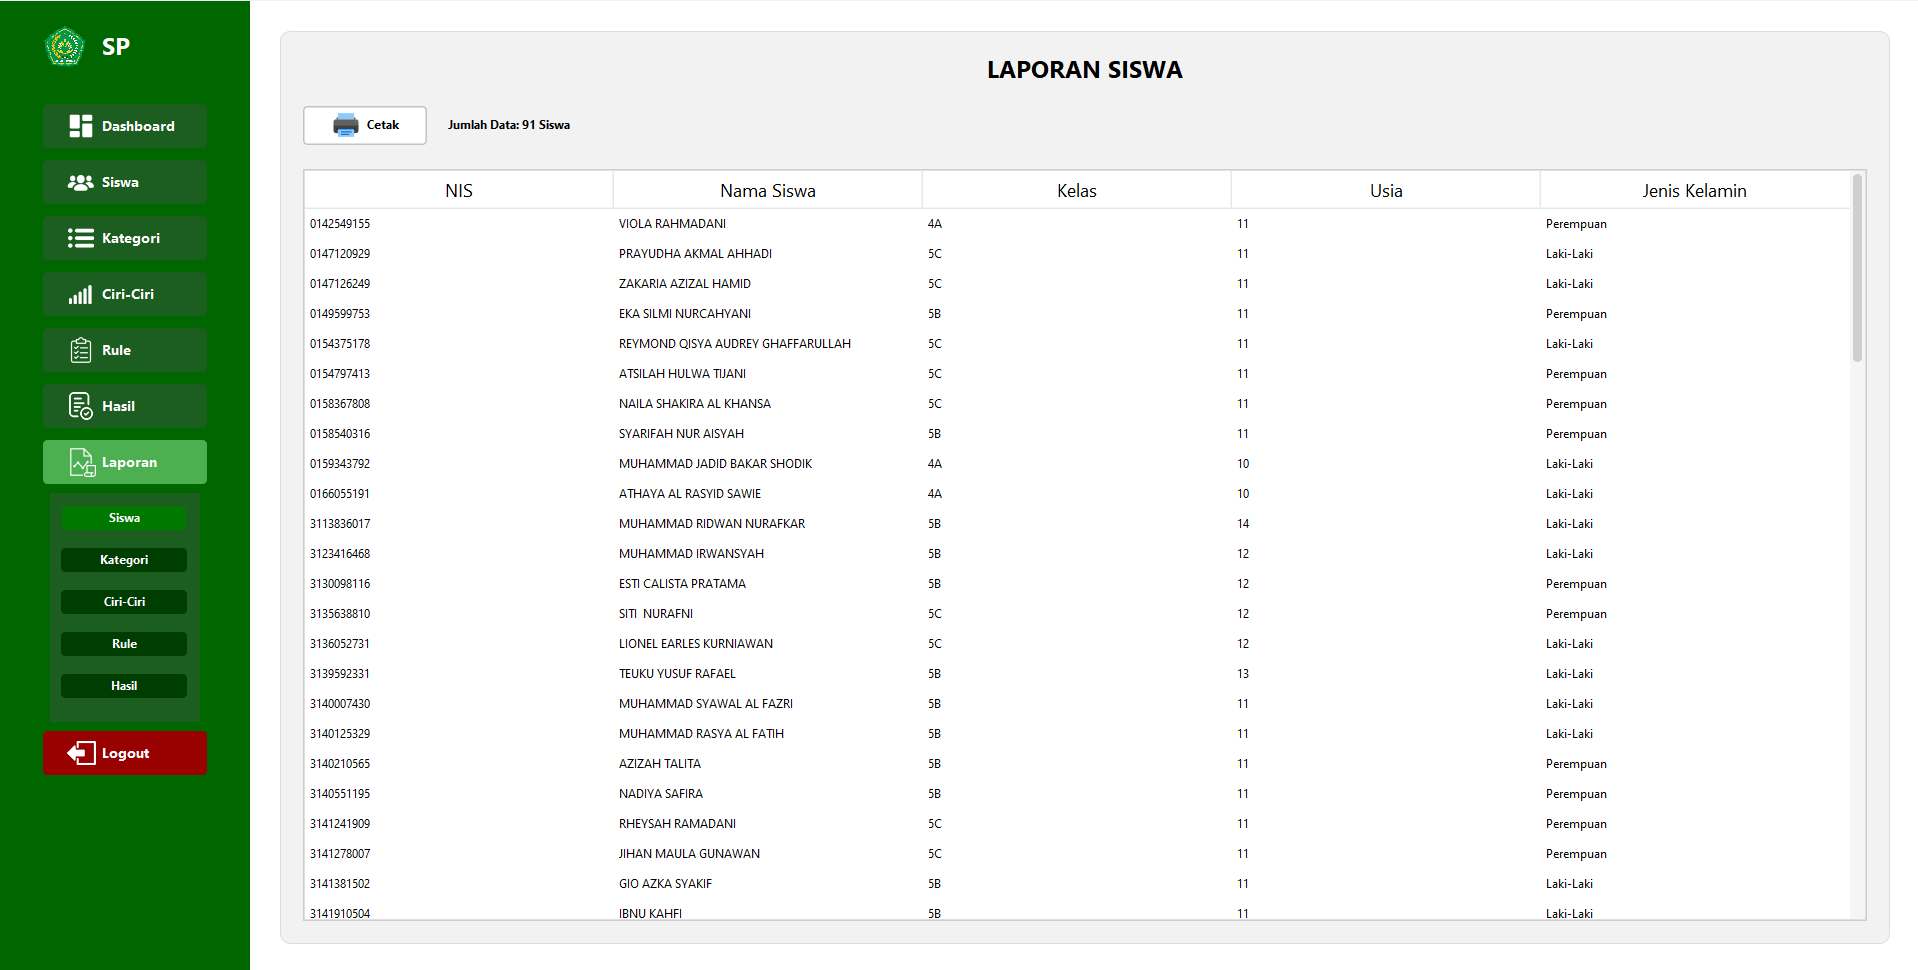 SP
Dashboard
Siswa
Kategori
Ciri-Ciri
Rule
Hasil
Laporan
Siswa
Kategori
Ciri-Ciri
Rule
Hasil
Logout
LAPORAN SISWA
Cetak Jumlah Data: 91 Siswa
NIS Nama Siswa Kelas Usia Jenis Kelamin
0142549155 VIOLA RAHMADANI 4A 11 Perempuan
0147120929 PRAYUDHA AKMAL AHHADI 5C 11 Laki-Laki
0147126249 ZAKARIA AZIZAL HAMID 5C 11 Laki-Laki
0149599753 EKA SILMI NURCAHYANI 5B 11 Perempuan
0154375178 REYMOND QISYA AUDREY GHAFFARULLAH 5C 11 Laki-Laki
0154797413 ATSILAH HULWA TIJANI 5C 11 Perempuan
0158367808 NAILA SHAKIRA AL KHANSA 5C 11 Perempuan
0158540316 SYARIFAH NUR AISYAH 5B 11 Perempuan
0159343792 MUHAMMAD JADID BAKAR SHODIK 4A 10 Laki-Laki
0166055191 ATHAYA AL RASYID SAWIE 4A 10 Laki-Laki
3113836017 MUHAMMAD RIDWAN NURAFKAR 5B 14 Laki-Laki
3123416468 MUHAMMAD IRWANSYAH 5B 12 Laki-Laki
3130098116 ESTI CALISTA PRATAMA 5B 12 Perempuan
3135638810 SITI  NURAFNI 5C 12 Perempuan
3136052731 LIONEL EARLES KURNIAWAN 5C 12 Laki-Laki
3139592331 TEUKU YUSUF RAFAEL 5B 13 Laki-Laki
3140007430 MUHAMMAD SYAWAL AL FAZRI 5B 11 Laki-Laki
3140125329 MUHAMMAD RASYA AL FATIH 5B 11 Laki-Laki
3140210565 AZIZAH TALITA 5B 11 Perempuan
3140551195 NADIYA SAFIRA 5B 11 Perempuan
3141241909 RHEYSAH RAMADANI 5C 11 Perempuan
3141278007 JIHAN MAULA GUNAWAN 5C 11 Perempuan
3141381502 GIO AZKA SYAKIF 5B 11 Laki-Laki
3141910504 IBNU KAHFI 5B 11 Laki-Laki